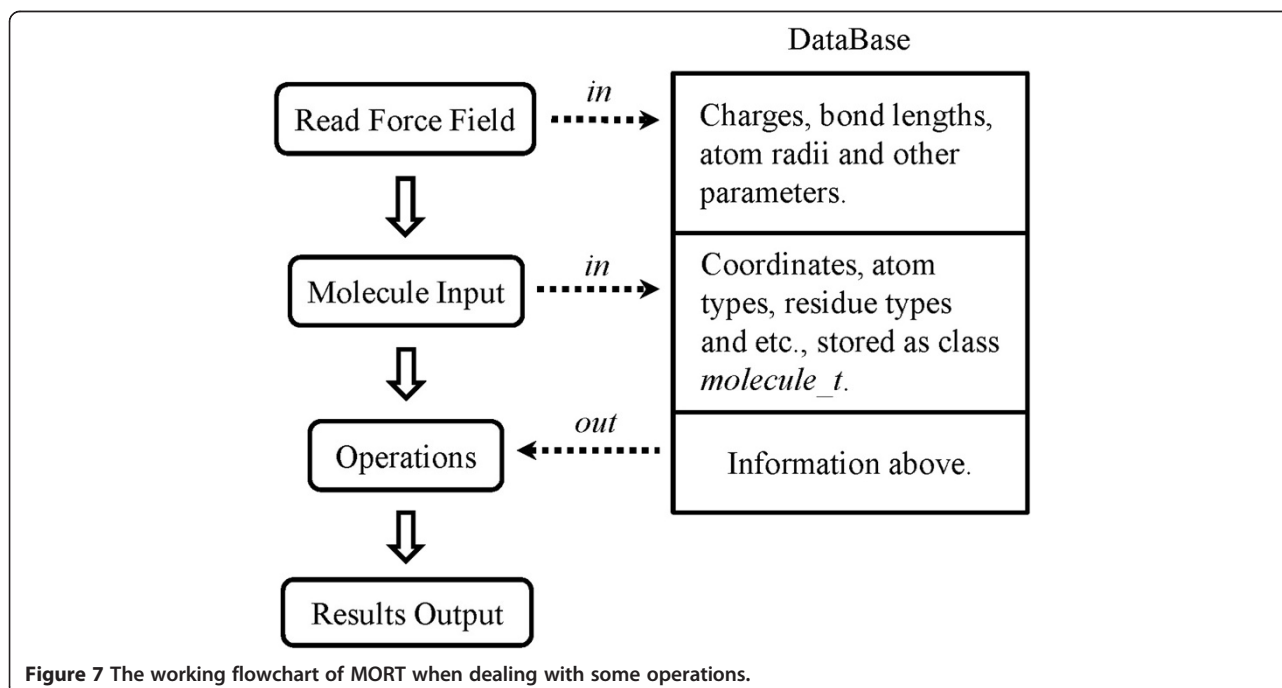 DataBase
Read Force Field
in
Charges, bond lengths,
atom radii and other
parameters.
Molecule Input
in
Coordinates, atom
types, residue types
and etc., stored as class
molecule_t.
Operations
out
Information above.
Results Output
Figure 7 The working flowchart of MORT when dealing with some operations.